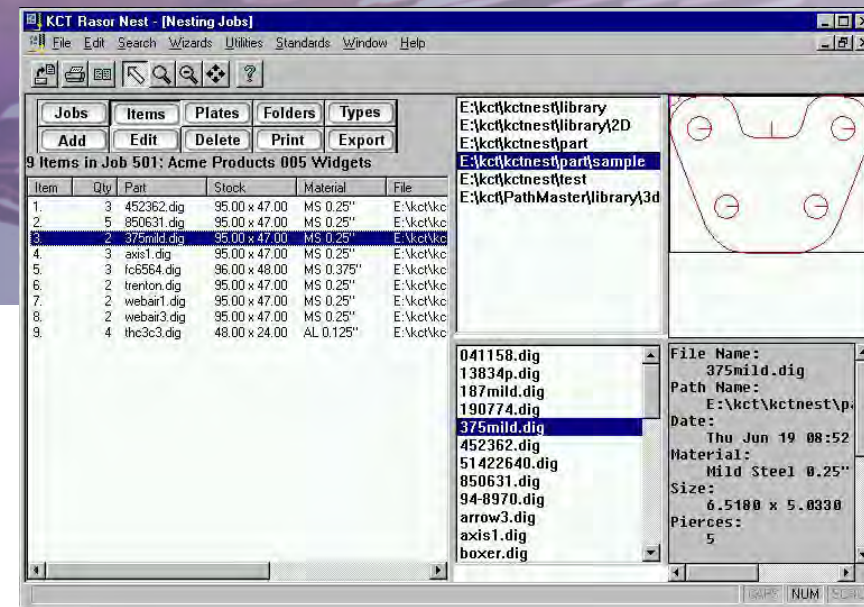 KCT Rasor Nest - [Nesting Jobs]
File Edit Search Wizards Utilities Standards Window Help
Jobs Items Plates Folders Types
Add Edit Delete Print Export
9 Items in Job 501: Acme Products 005 Widgets
Item Qty Part Stock Material File
1. 3 452362.dig 95.00 x 47.00 MS 0.25" E:\kct\kc
2. 5 850631.dig 95.00 x 47.00 MS 0.25" E:\kct\kc
3. 2 375mild.dig 95.00 x 47.00 MS 0.25" E:\kct\kc
4. 3 axis1.dig 95.00 x 47.00 MS 0.25" E:\kct\kc
5. 3 fc6564.dig 96.00 x 48.00 MS 0.375" E:\kct\kc
6. 2 trenton.dig 95.00 x 47.00 MS 0.25" E:\kct\kc
7. 2 webair1.dig 95.00 x 47.00 MS 0.25" E:\kct\kc
8. 2 webair3.dig 95.00 x 47.00 MS 0.25" E:\kct\kc
9. 4 thc3c3.dig 48.00 x 24.00 AL 0.125" E:\kct\kc
E:\kct\kctnest\library
E:\kct\kctnest\library\2D
E:\kct\kctnest\part
E:\kct\kctnest\part\sample
E:\kct\kctnest\test
E:\kct\PathMaster\library\3d
041158.dig
13834p.dig
187mild.dig
190774.dig
375mild.dig
452362.dig
51422640.dig
850631.dig
94-8970.dig
arrow3.dig
axis1.dig
boxer.dig
File Name:
375mild.dig
Path Name:
E:\kct\kctnest\pa
Date:
Thu Jun 19 08:52
Material:
Mild Steel 0.25"
Size:
6.5180 x 5.0330
Pierces:
5
CAPS NUM